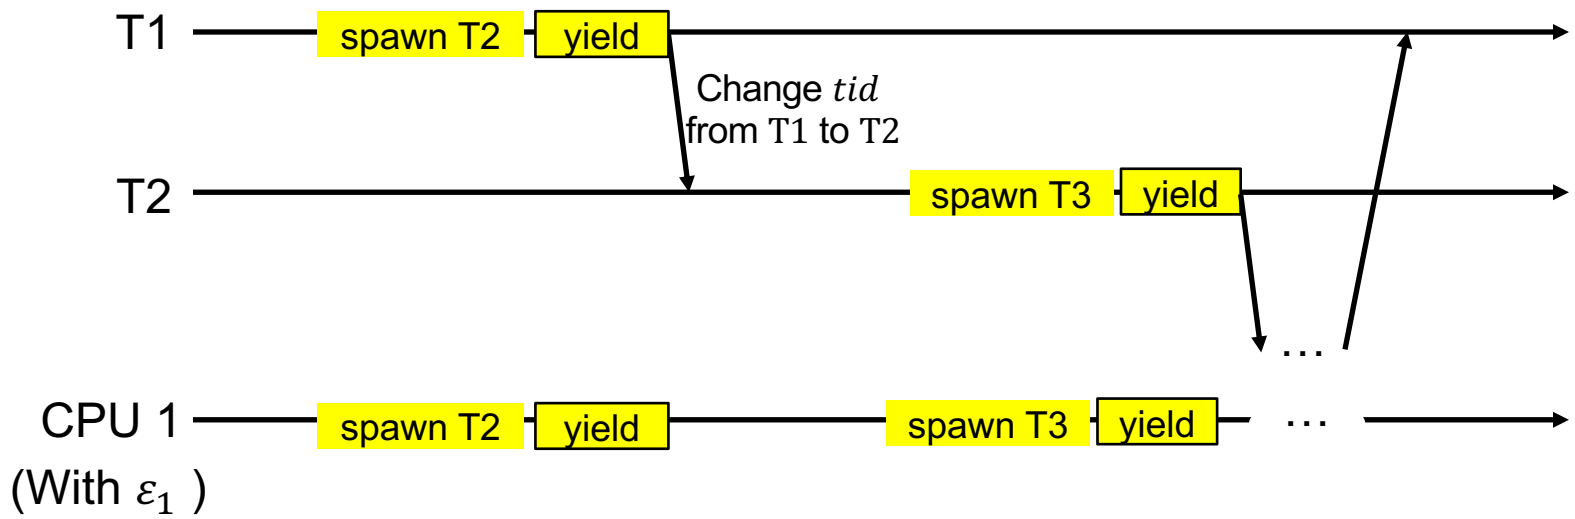 T1 spawn T2 yield
Change tid
from T1 to T2
T2 spawn T3 yield
...
CPU 1 spawn T2 yield spawn T3 yield ...
(With ε₁ )